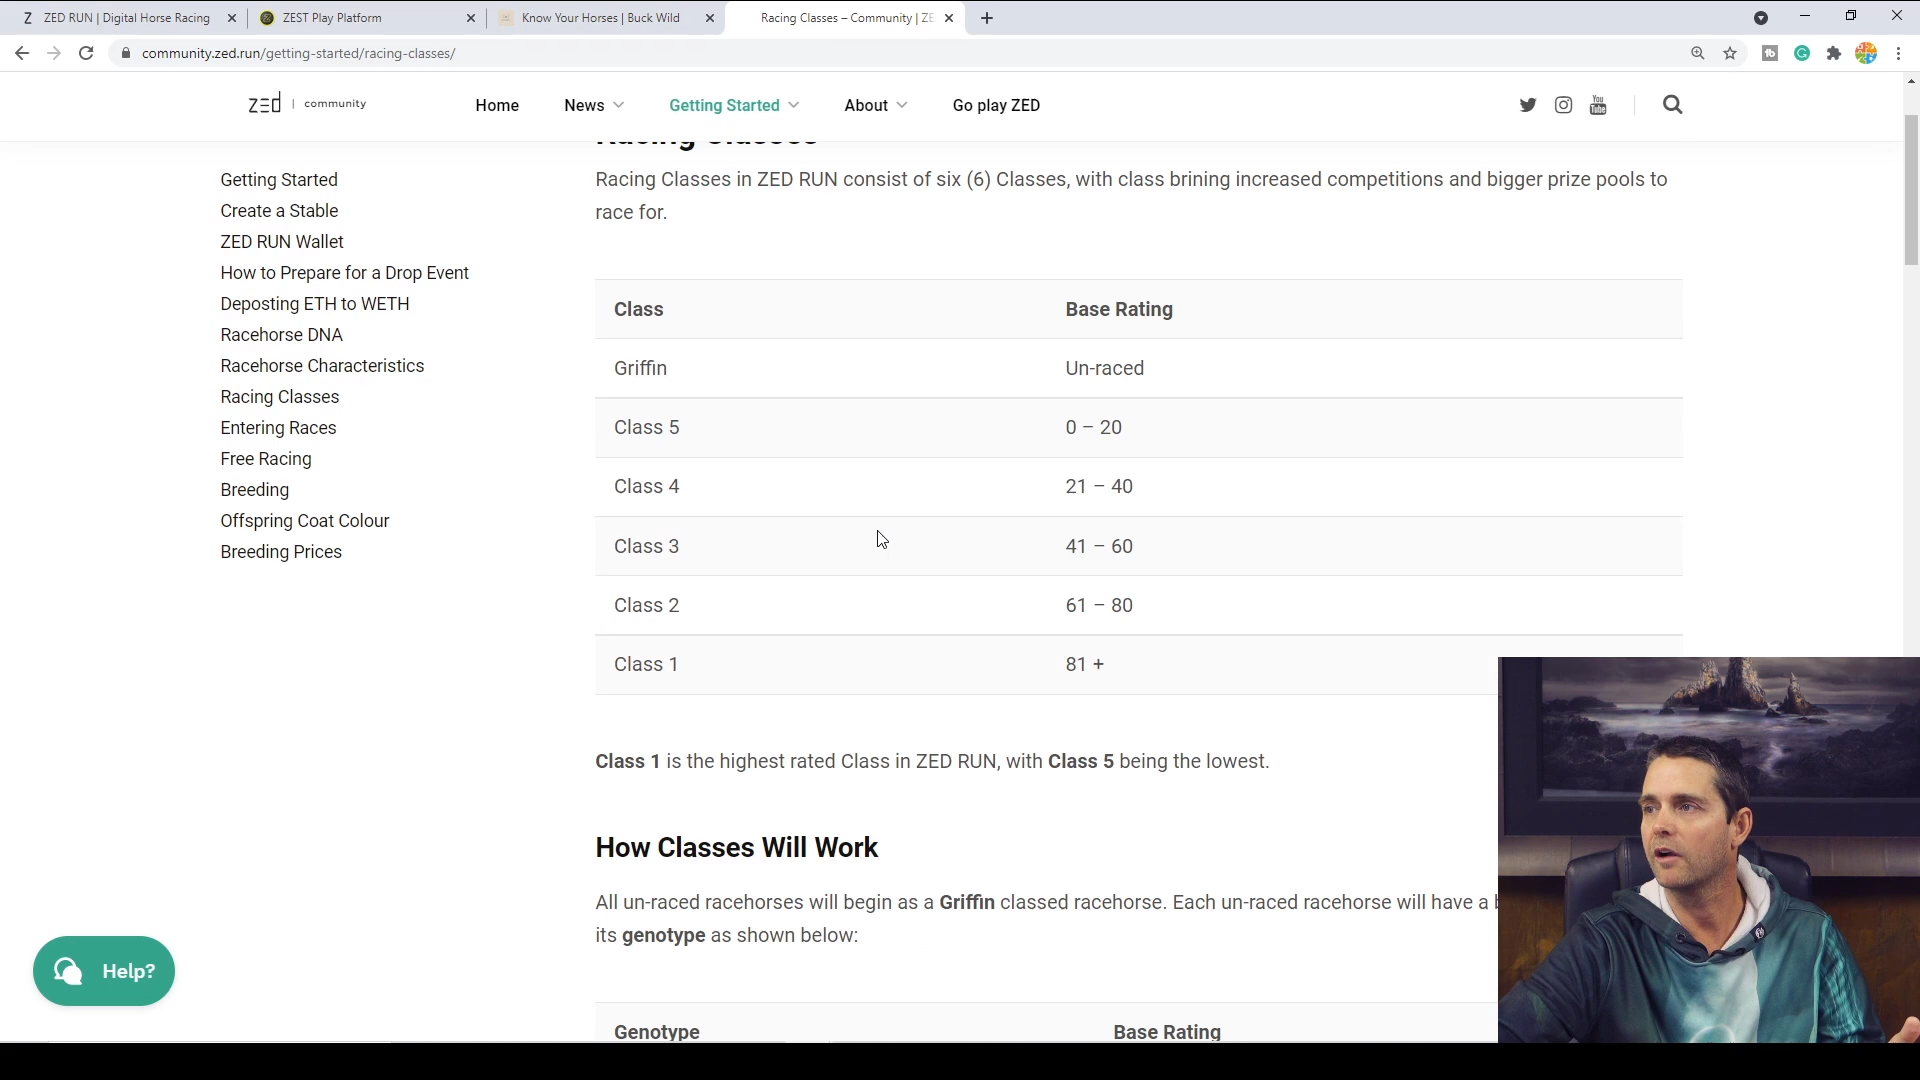 ZED RUN | Digital Horse Racing
ZEST Play Platform
Know Your Horses | Buck Wild
Racing Classes – Community | ZE
community.zed.run/getting-started/racing-classes/
zed | community
Home
News
Getting Started
About
Go play ZED
Racing Classes
Getting Started
Create a Stable
ZED RUN Wallet
How to Prepare for a Drop Event
Deposting ETH to WETH
Racehorse DNA
Racehorse Characteristics
Racing Classes
Entering Races
Free Racing
Breeding
Offspring Coat Colour
Breeding Prices
Racing Classes in ZED RUN consist of six (6) Classes, with class brining increased competitions and bigger prize pools to
race for.
Class Base Rating
Griffin Un-raced
Class 5 0 – 20
Class 4 21 – 40
Class 3 41 – 60
Class 2 61 – 80
Class 1 81 +
Class 1 is the highest rated Class in ZED RUN, with Class 5 being the lowest.
How Classes Will Work
All un-raced racehorses will begin as a Griffin classed racehorse. Each un-raced racehorse will have a b
its genotype as shown below:
Genotype Base Rating
Help?